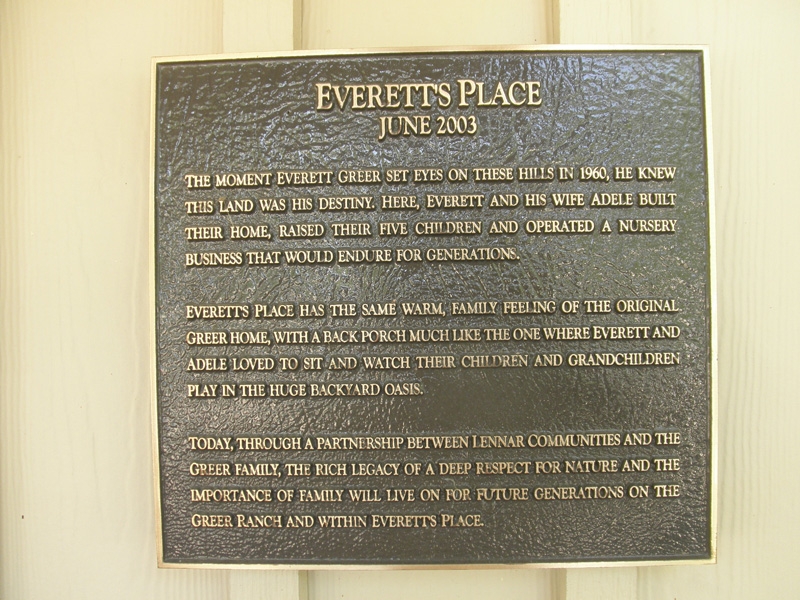 EVERETT'S PLACE
JUNE 2003
THE MOMENT EVERETT GREER SET EYES ON THESE HILLS IN 1960, HE KNEW
THIS LAND WAS HIS DESTINY. HERE, EVERETT AND HIS WIFE ADELE BUILT
THEIR HOME, RAISED THEIR FIVE CHILDREN AND OPERATED A NURSERY
BUSINESS THAT WOULD ENDURE FOR GENERATIONS.
EVERETT'S PLACE HAS THE SAME WARM, FAMILY FEELING OF THE ORIGINAL
GREER HOME, WITH A BACK PORCH MUCH LIKE THE ONE WHERE EVERETT AND
ADELE LOVED TO SIT AND WATCH THEIR CHILDREN AND GRANDCHILDREN
PLAY IN THE HUGE BACKYARD OASIS.
TODAY, THROUGH A PARTNERSHIP BETWEEN LENNAR COMMUNITIES AND THE
GREER FAMILY, THE RICH LEGACY OF A DEEP RESPECT FOR NATURE AND THE
IMPORTANCE OF FAMILY WILL LIVE ON FOR FUTURE GENERATIONS ON THE
GREER RANCH AND WITHIN EVERETT'S PLACE.